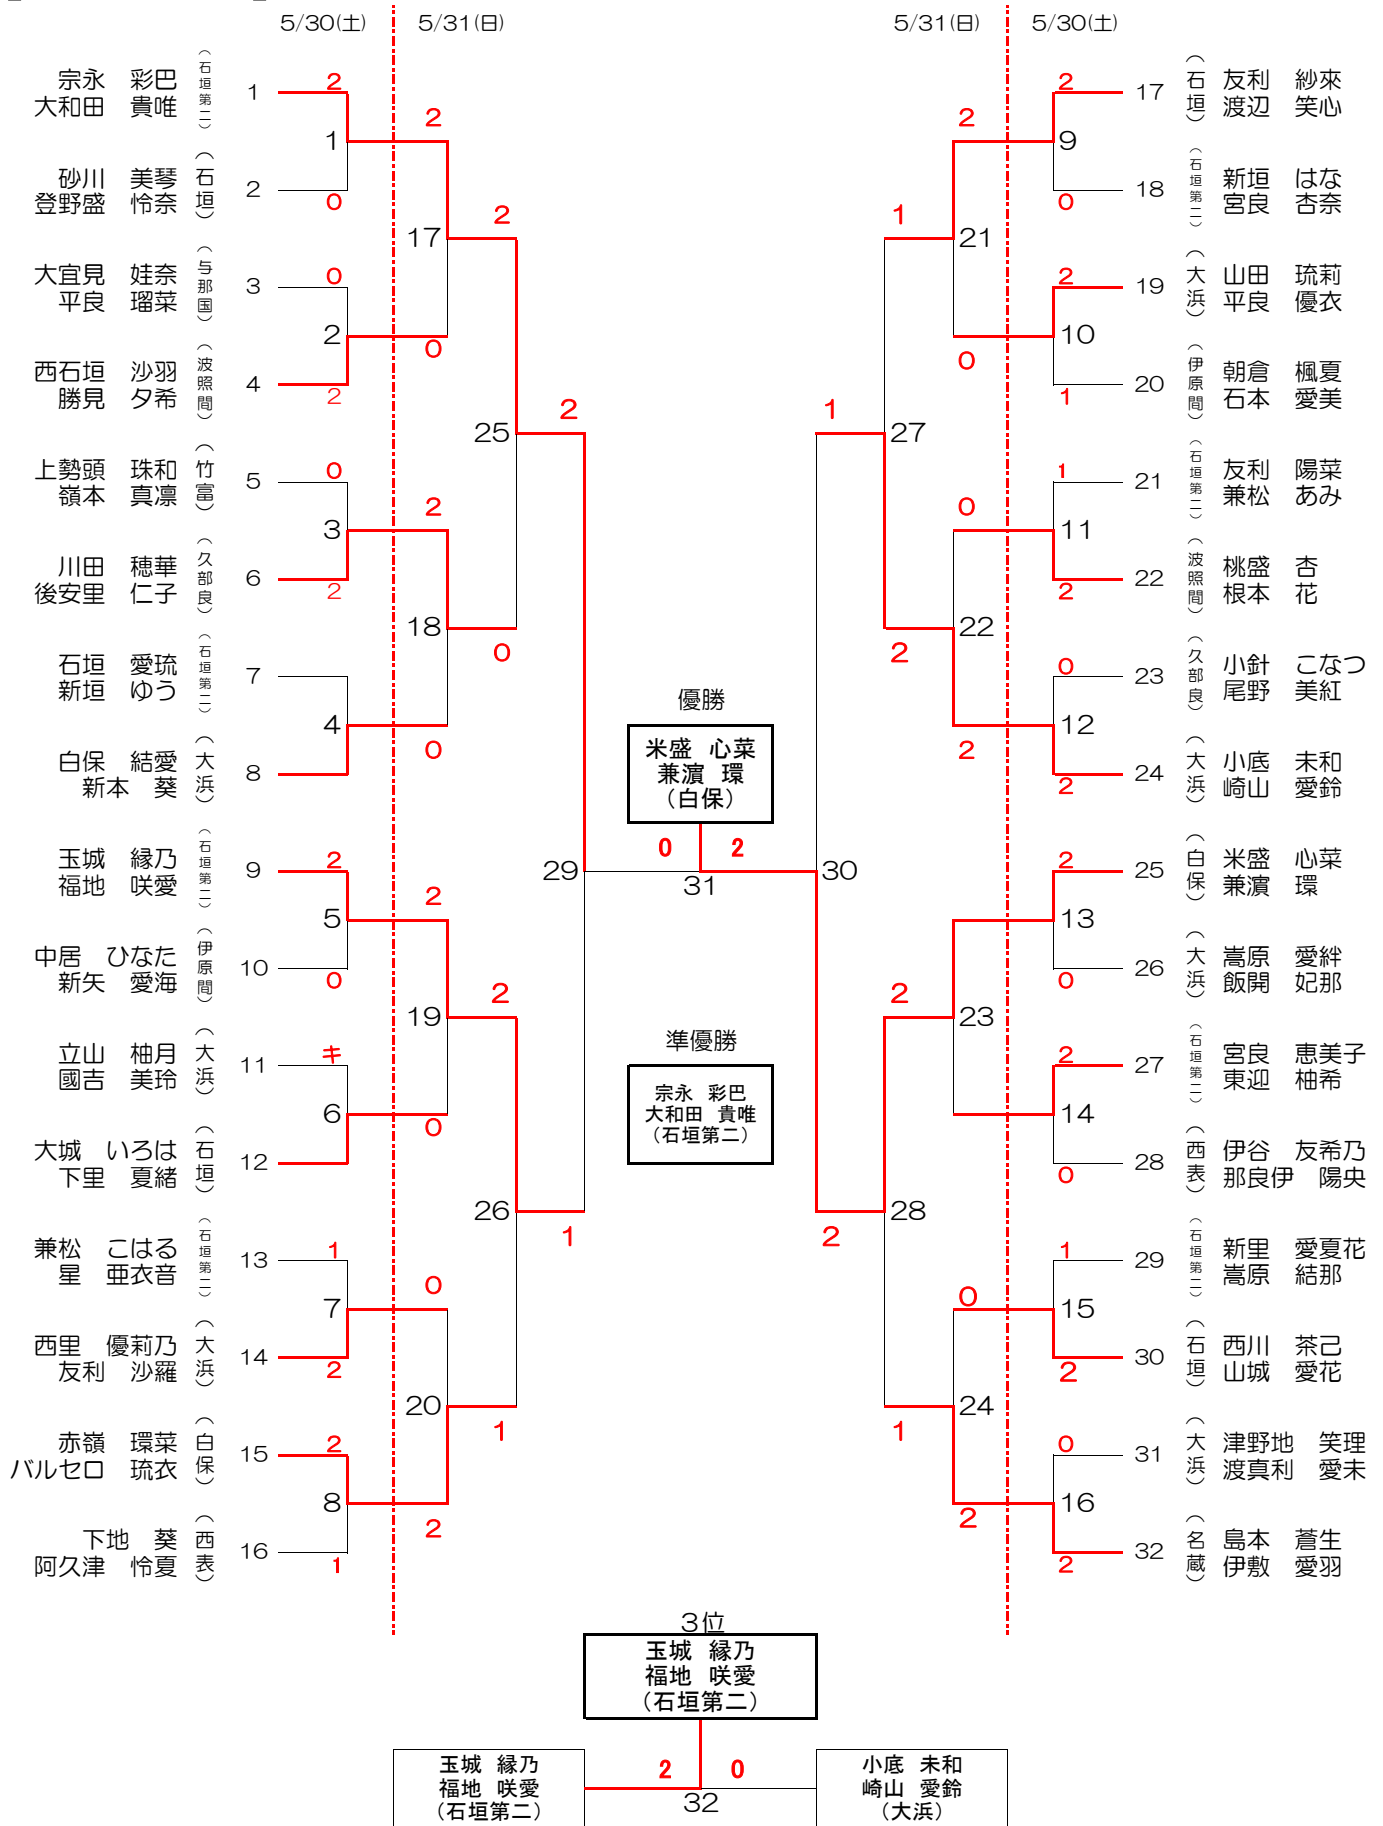 5/30(土) 5/31(日) 5/31(日) 5/30(土)
宗永 彩巴
大和田 貴唯
（石垣第二）
1
2
砂川 美琴
登野盛 怜奈
（石垣）
2
0
1
2
大宜見 娃奈
平良 瑠菜
（与那国）
3
0
西石垣 沙羽
勝見 夕希
（波照間）
4
2
2
0
17
2
上勢頭 珠和
嶺本 真凛
（竹富）
5
0
川田 穂華
後安里 仁子
（久部良）
6
2
3
2
石垣 愛琉
新垣 ゆう
（石垣第二）
7
白保 結愛
新本 葵
（大浜）
8
4
0
18
0
25
2
玉城 縁乃
福地 咲愛
（石垣第二）
9
2
中居 ひなた
新矢 愛海
（伊原間）
10
0
5
2
立山 柚月
國吉 美玲
（大浜）
11
キ
大城 いろは
下里 夏緒
（石垣）
12
6
0
19
2
兼松 こはる
星 亜衣音
（石垣第二）
13
1
西里 優莉乃
友利 沙羅
（大浜）
14
2
7
0
赤嶺 環菜
バルセロ 琉衣
（白保）
15
2
下地 葵
阿久津 怜夏
（西表）
16
1
8
2
20
1
26
1
29
優勝
米盛 心菜
兼濵 環
（白保）
0 2
31
準優勝
宗永 彩巴
大和田 貴唯
（石垣第二）
30
2
17
（石垣）
友利 紗來
渡辺 笑心
0
18
（石垣第二）
新垣 はな
宮良 杏奈
9
2
2
19
（大浜）
山田 琉莉
平良 優衣
1
20
（伊原間）
朝倉 楓夏
石本 愛美
10
0
21
1
1
21
（石垣第二）
友利 陽菜
兼松 あみ
2
22
（波照間）
桃盛 杏
根本 花
11
0
0
23
（久部良）
小針 こなつ
尾野 美紅
2
24
（大浜）
小底 未和
崎山 愛鈴
12
2
22
2
27
1
2
25
（白保）
米盛 心菜
兼濵 環
0
26
（大浜）
嵩原 愛絆
飯開 妃那
13
2
27
（石垣第二）
宮良 恵美子
東迎 柚希
0
28
（西表）
伊谷 友希乃
那良伊 陽央
14
23
2
1
29
（石垣第二）
新里 愛夏花
嵩原 結那
2
30
（石垣）
西川 茶己
山城 愛花
15
0
0
31
（大浜）
津野地 笑理
渡真利 愛未
2
32
（名蔵）
島本 蒼生
伊敷 愛羽
16
2
24
1
28
2
3位
玉城 縁乃
福地 咲愛
（石垣第二）
玉城 縁乃
福地 咲愛
（石垣第二）
2 0
32
小底 未和
崎山 愛鈴
（大浜）